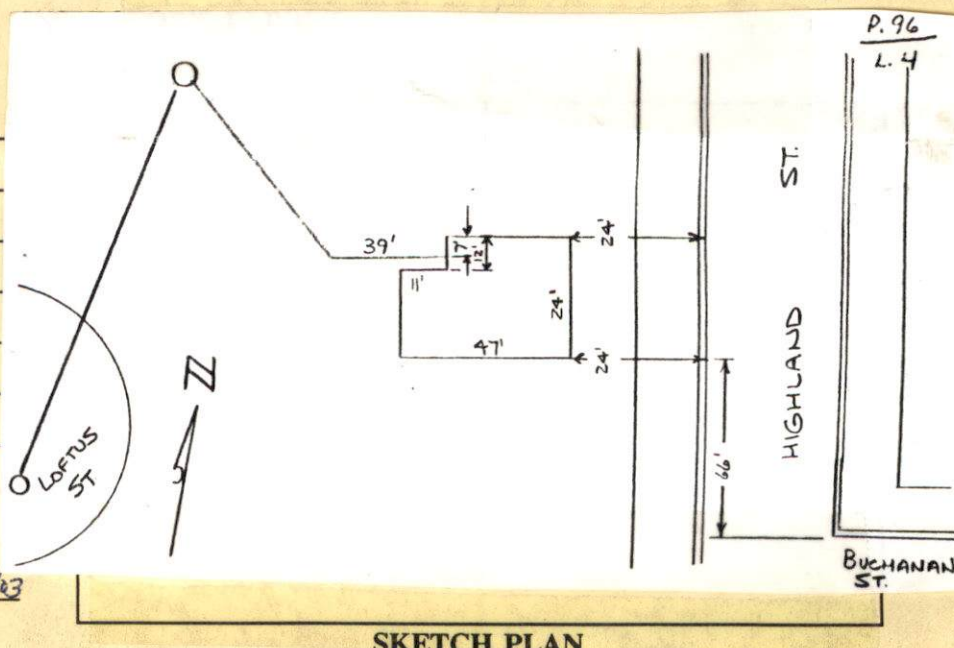 P. 96
L. 4
ST.
HIGHLAND
39'
7'
12'
24'
11'
24'
47'
24'
66'
N
LOFTUS
ST
BUCHANAN
ST.
SKETCH PLAN